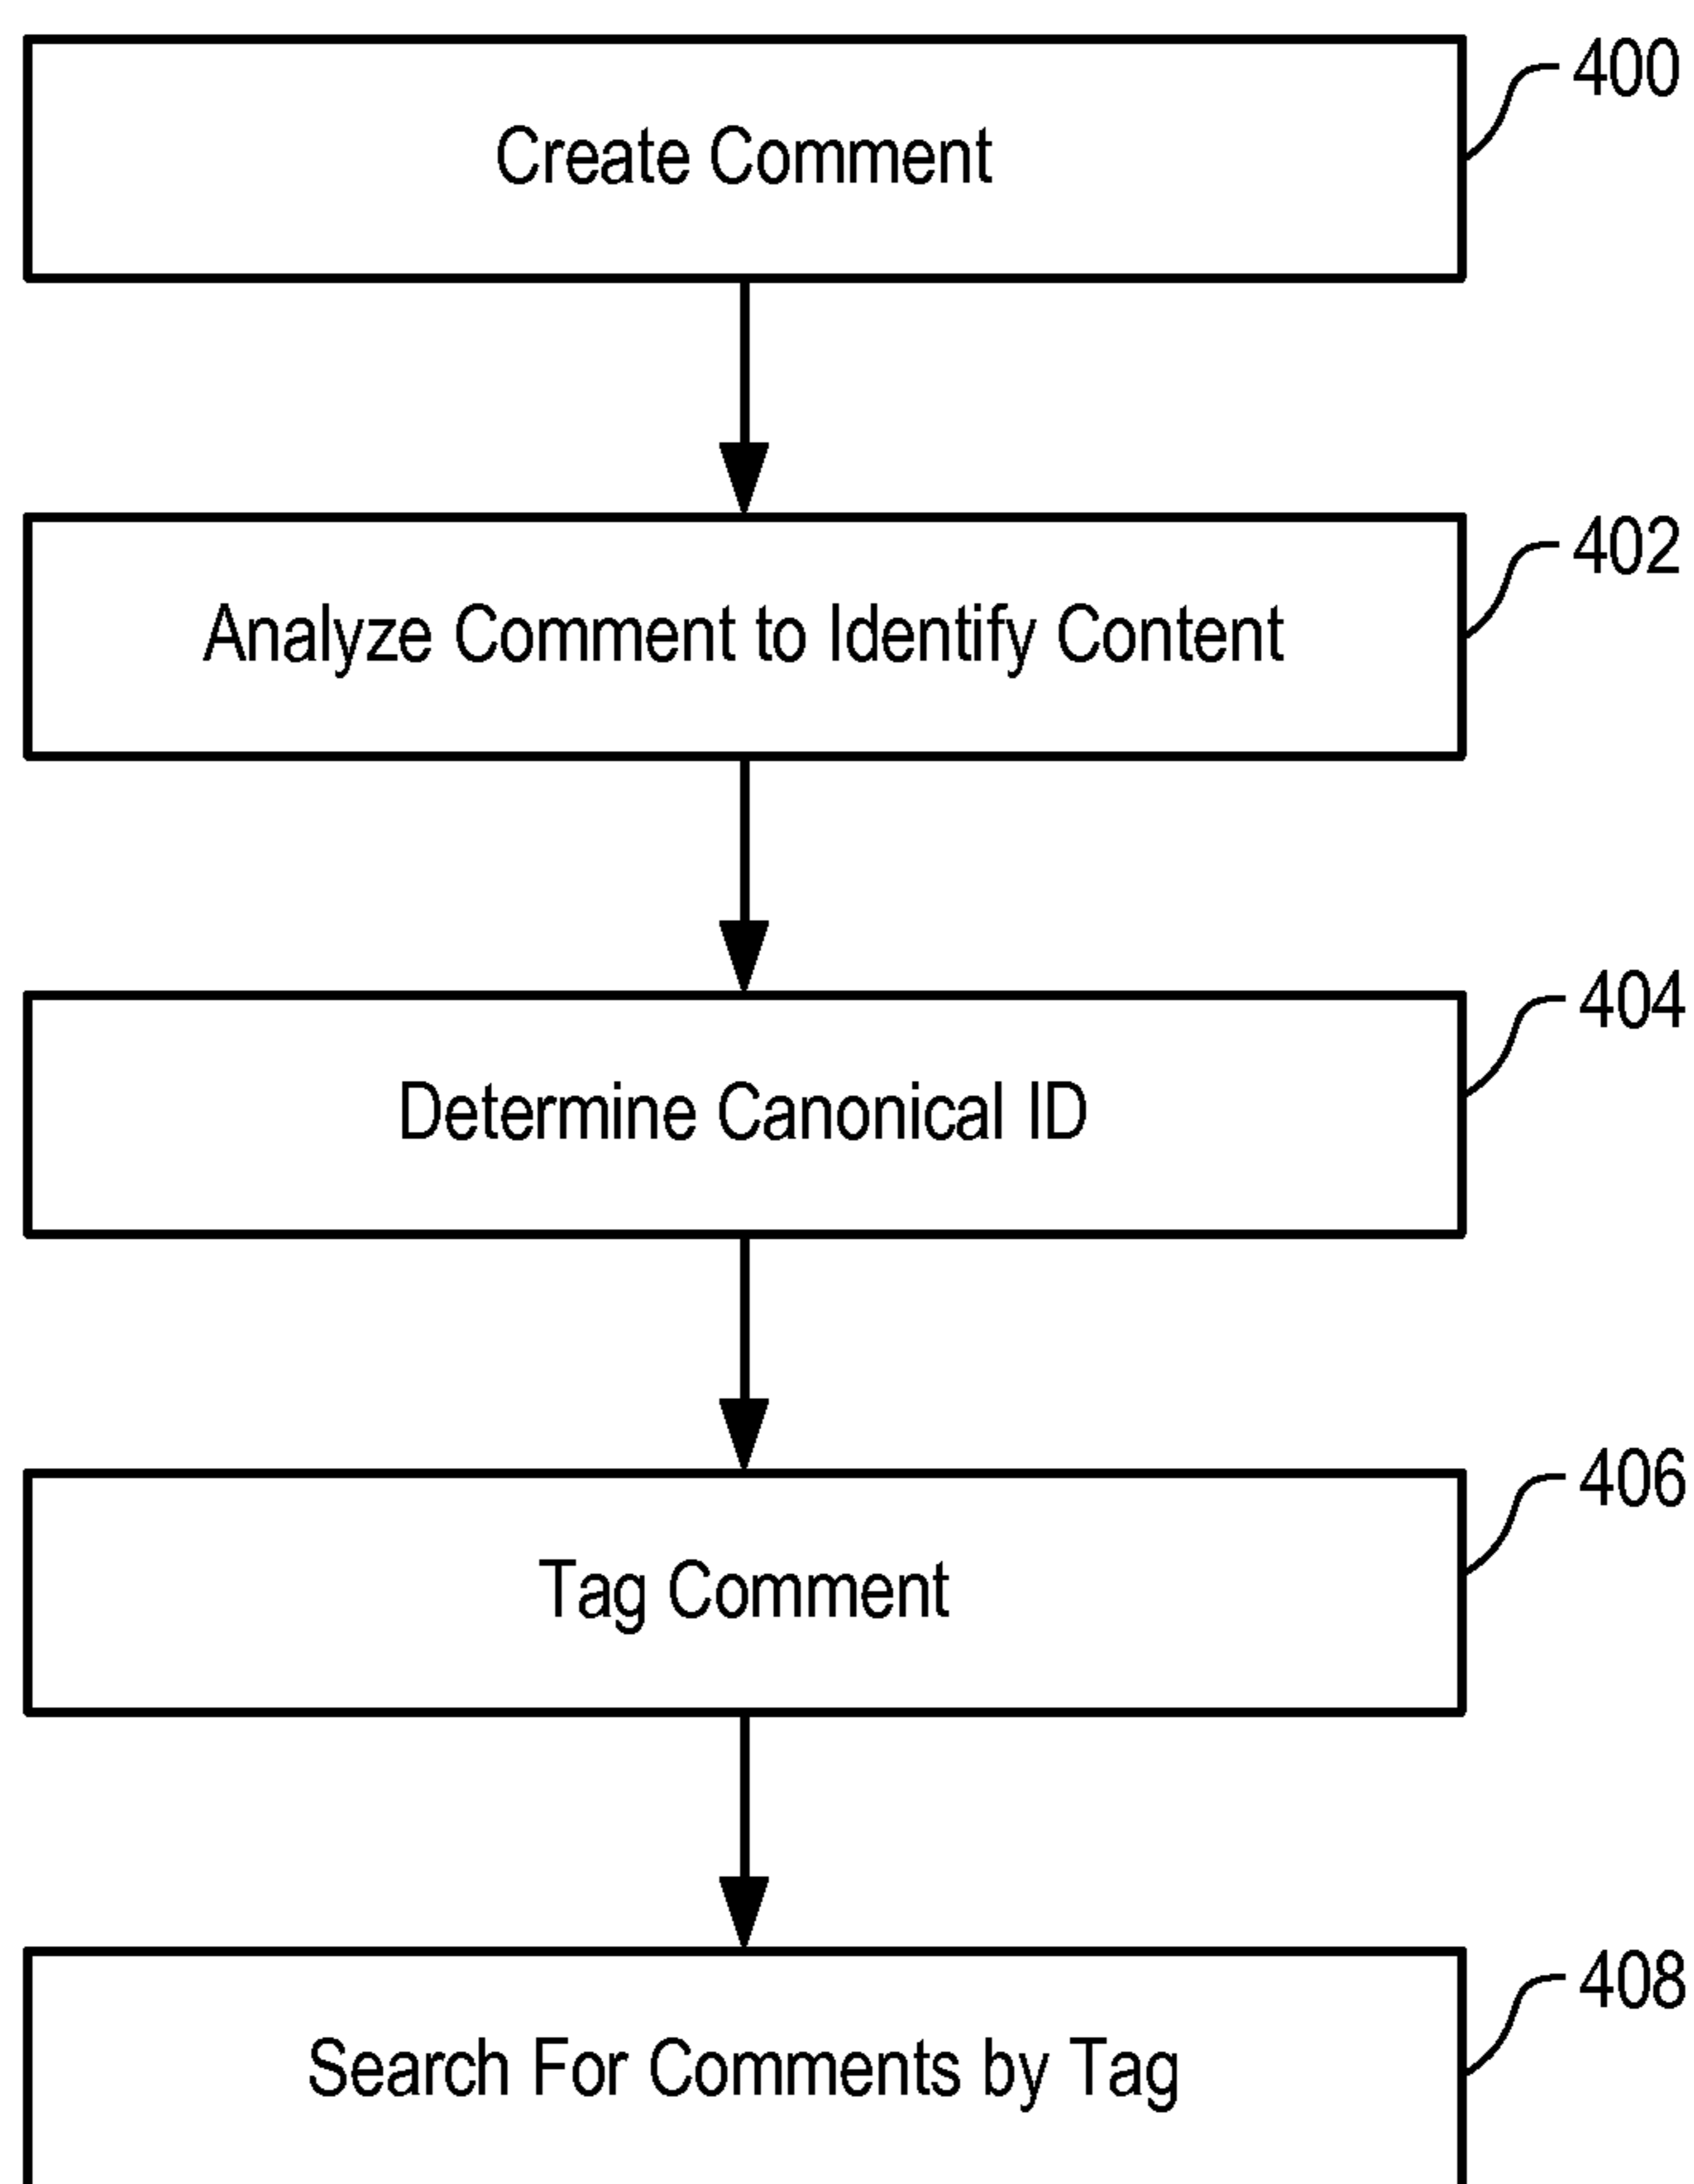 Create Comment
400
Analyze Comment to Identify Content
402
Determine Canonical ID
404
Tag Comment
406
Search For Comments by Tag
408